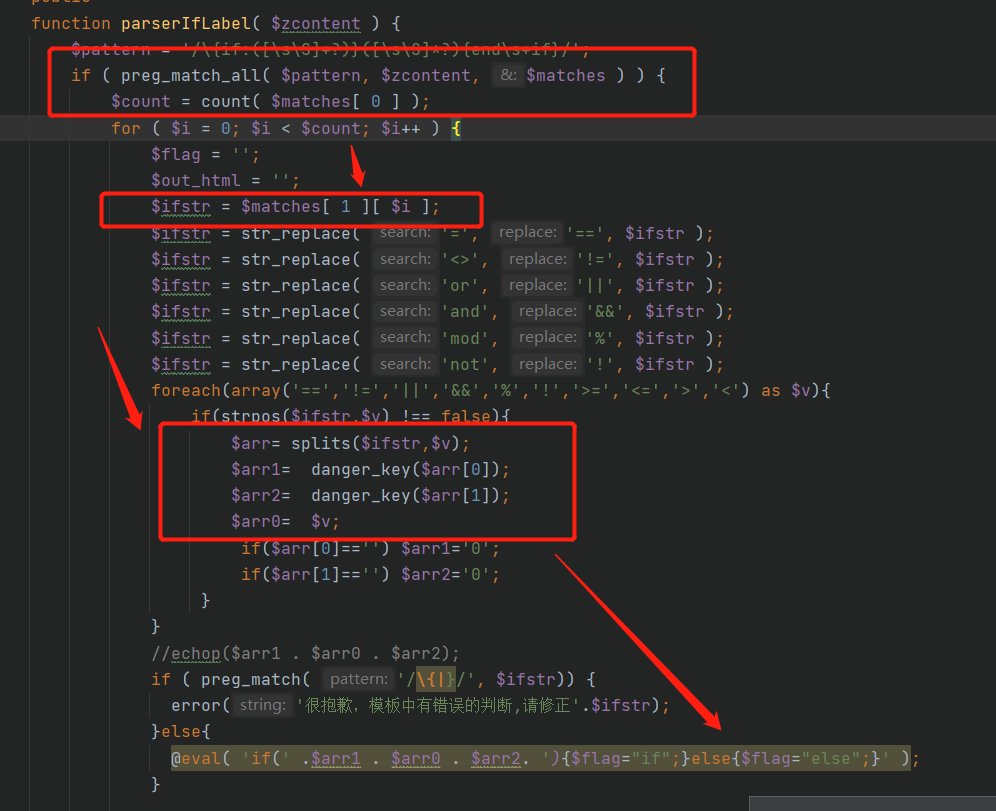 public
function parserIfLabel( $zcontent ) {
$pattern = '/\{if:([\s\S]+?)}([\s\S]*?){end\s+if}/';
if ( preg_match_all( $pattern, $zcontent, &: $matches ) ) {
$count = count( $matches[ 0 ] );
for ( $i = 0; $i < $count; $i++ ) {
$flag = '';
$out_html = '';
$ifstr = $matches[ 1 ][ $i ];
$ifstr = str_replace( search: '=', replace: '==', $ifstr );
$ifstr = str_replace( search: '<>', replace: '!=', $ifstr );
$ifstr = str_replace( search: 'or', replace: '||', $ifstr );
$ifstr = str_replace( search: 'and', replace: '&&', $ifstr );
$ifstr = str_replace( search: 'mod', replace: '%', $ifstr );
$ifstr = str_replace( search: 'not', replace: '!', $ifstr );
foreach(array('==','!=','||','&&','%','!','>=','<=','>','<') as $v){
if(strpos($ifstr,$v) !== false){
$arr= splits($ifstr,$v);
$arr1= danger_key($arr[0]);
$arr2= danger_key($arr[1]);
$arr0= $v;
if($arr[0]=='') $arr1='0';
if($arr[1]=='') $arr2='0';
}
}
//echop($arr1 . $arr0 . $arr2);
if ( preg_match( pattern: '/\{|}/', $ifstr)) {
error( string: '很抱歉，模板中有错误的判断,请修正'.$ifstr);
}else{
@eval( 'if(' .$arr1 . $arr0 . $arr2. '){$flag="if";}else{$flag="else";}' );
}